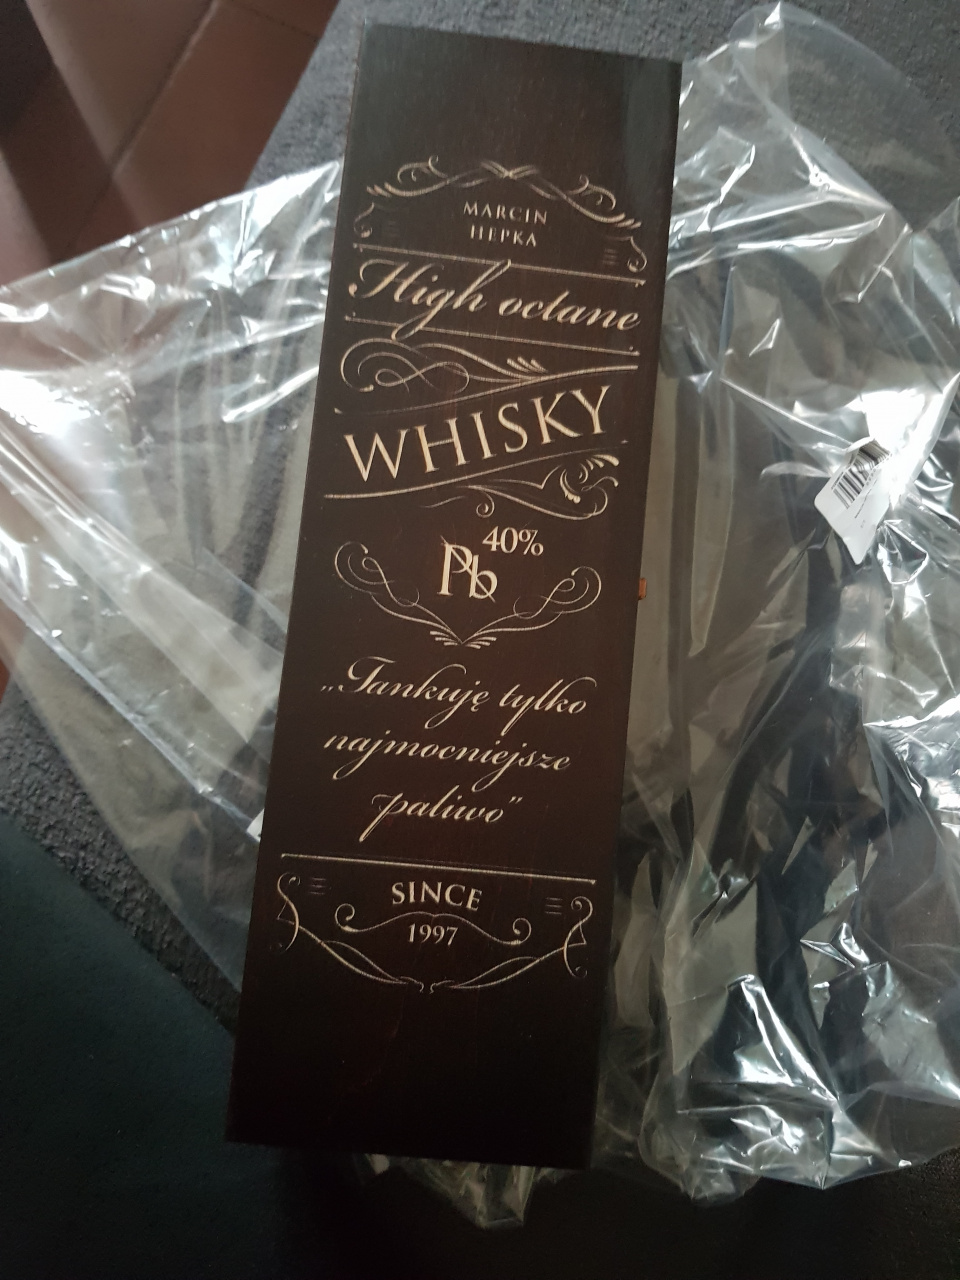 MARCIN
HEPKA
High octane
WHISKY
40%
Pb
„Tankuję tylko
najmocniejsze
paliwo”
SINCE
1997